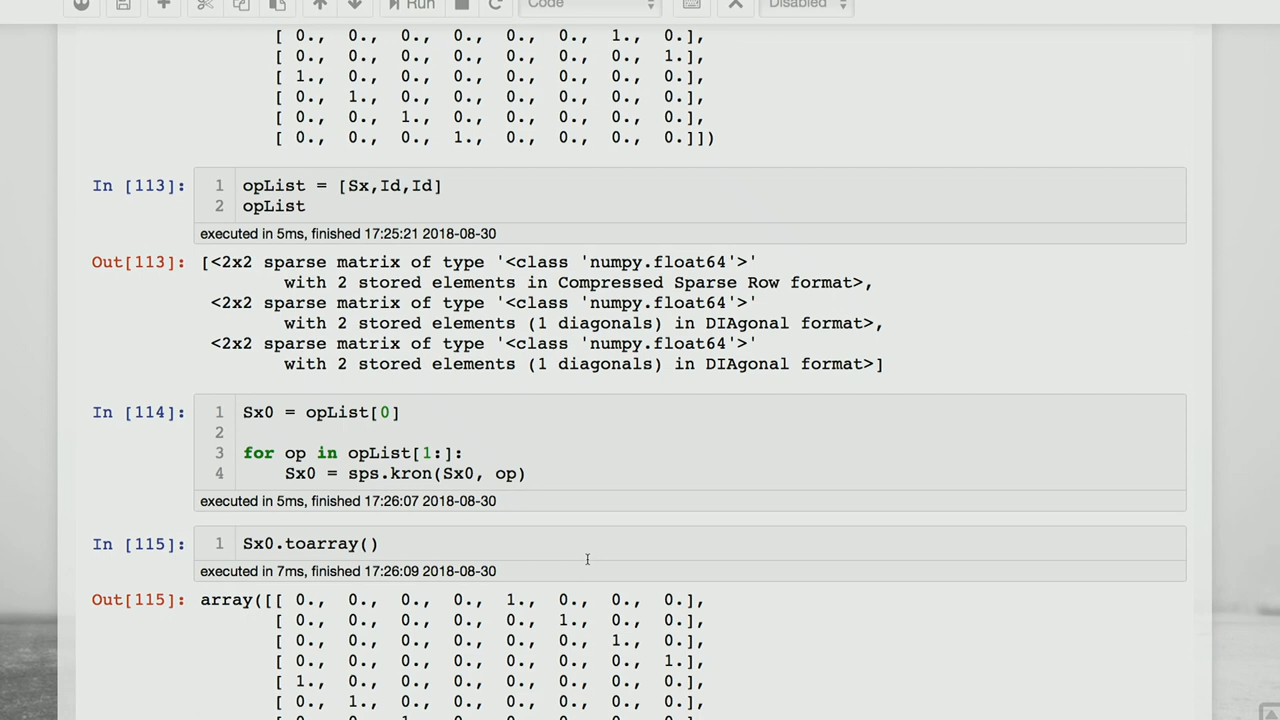 Run
Code
Disabled
[ 0., 0., 0., 0., 0., 0., 1., 0.],
[ 0., 0., 0., 0., 0., 0., 0., 1.],
[ 1., 0., 0., 0., 0., 0., 0., 0.],
[ 0., 1., 0., 0., 0., 0., 0., 0.],
[ 0., 0., 1., 0., 0., 0., 0., 0.],
[ 0., 0., 0., 1., 0., 0., 0., 0.]])
In [113]: 1 opList = [Sx,Id,Id]
2 opList
executed in 5ms, finished 17:25:21 2018-08-30
Out[113]: [<2x2 sparse matrix of type '<class 'numpy.float64'>'
with 2 stored elements in Compressed Sparse Row format>,
<2x2 sparse matrix of type '<class 'numpy.float64'>'
with 2 stored elements (1 diagonals) in DIAgonal format>,
<2x2 sparse matrix of type '<class 'numpy.float64'>'
with 2 stored elements (1 diagonals) in DIAgonal format>]
In [114]: 1 Sx0 = opList[0]
2
3 for op in opList[1:]:
4 Sx0 = sps.kron(Sx0, op)
executed in 5ms, finished 17:26:07 2018-08-30
In [115]: 1 Sx0.toarray()
executed in 7ms, finished 17:26:09 2018-08-30
Out[115]: array([[ 0., 0., 0., 0., 1., 0., 0., 0.],
[ 0., 0., 0., 0., 0., 1., 0., 0.],
[ 0., 0., 0., 0., 0., 0., 1., 0.],
[ 0., 0., 0., 0., 0., 0., 0., 1.],
[ 1., 0., 0., 0., 0., 0., 0., 0.],
[ 0., 1., 0., 0., 0., 0., 0., 0.],